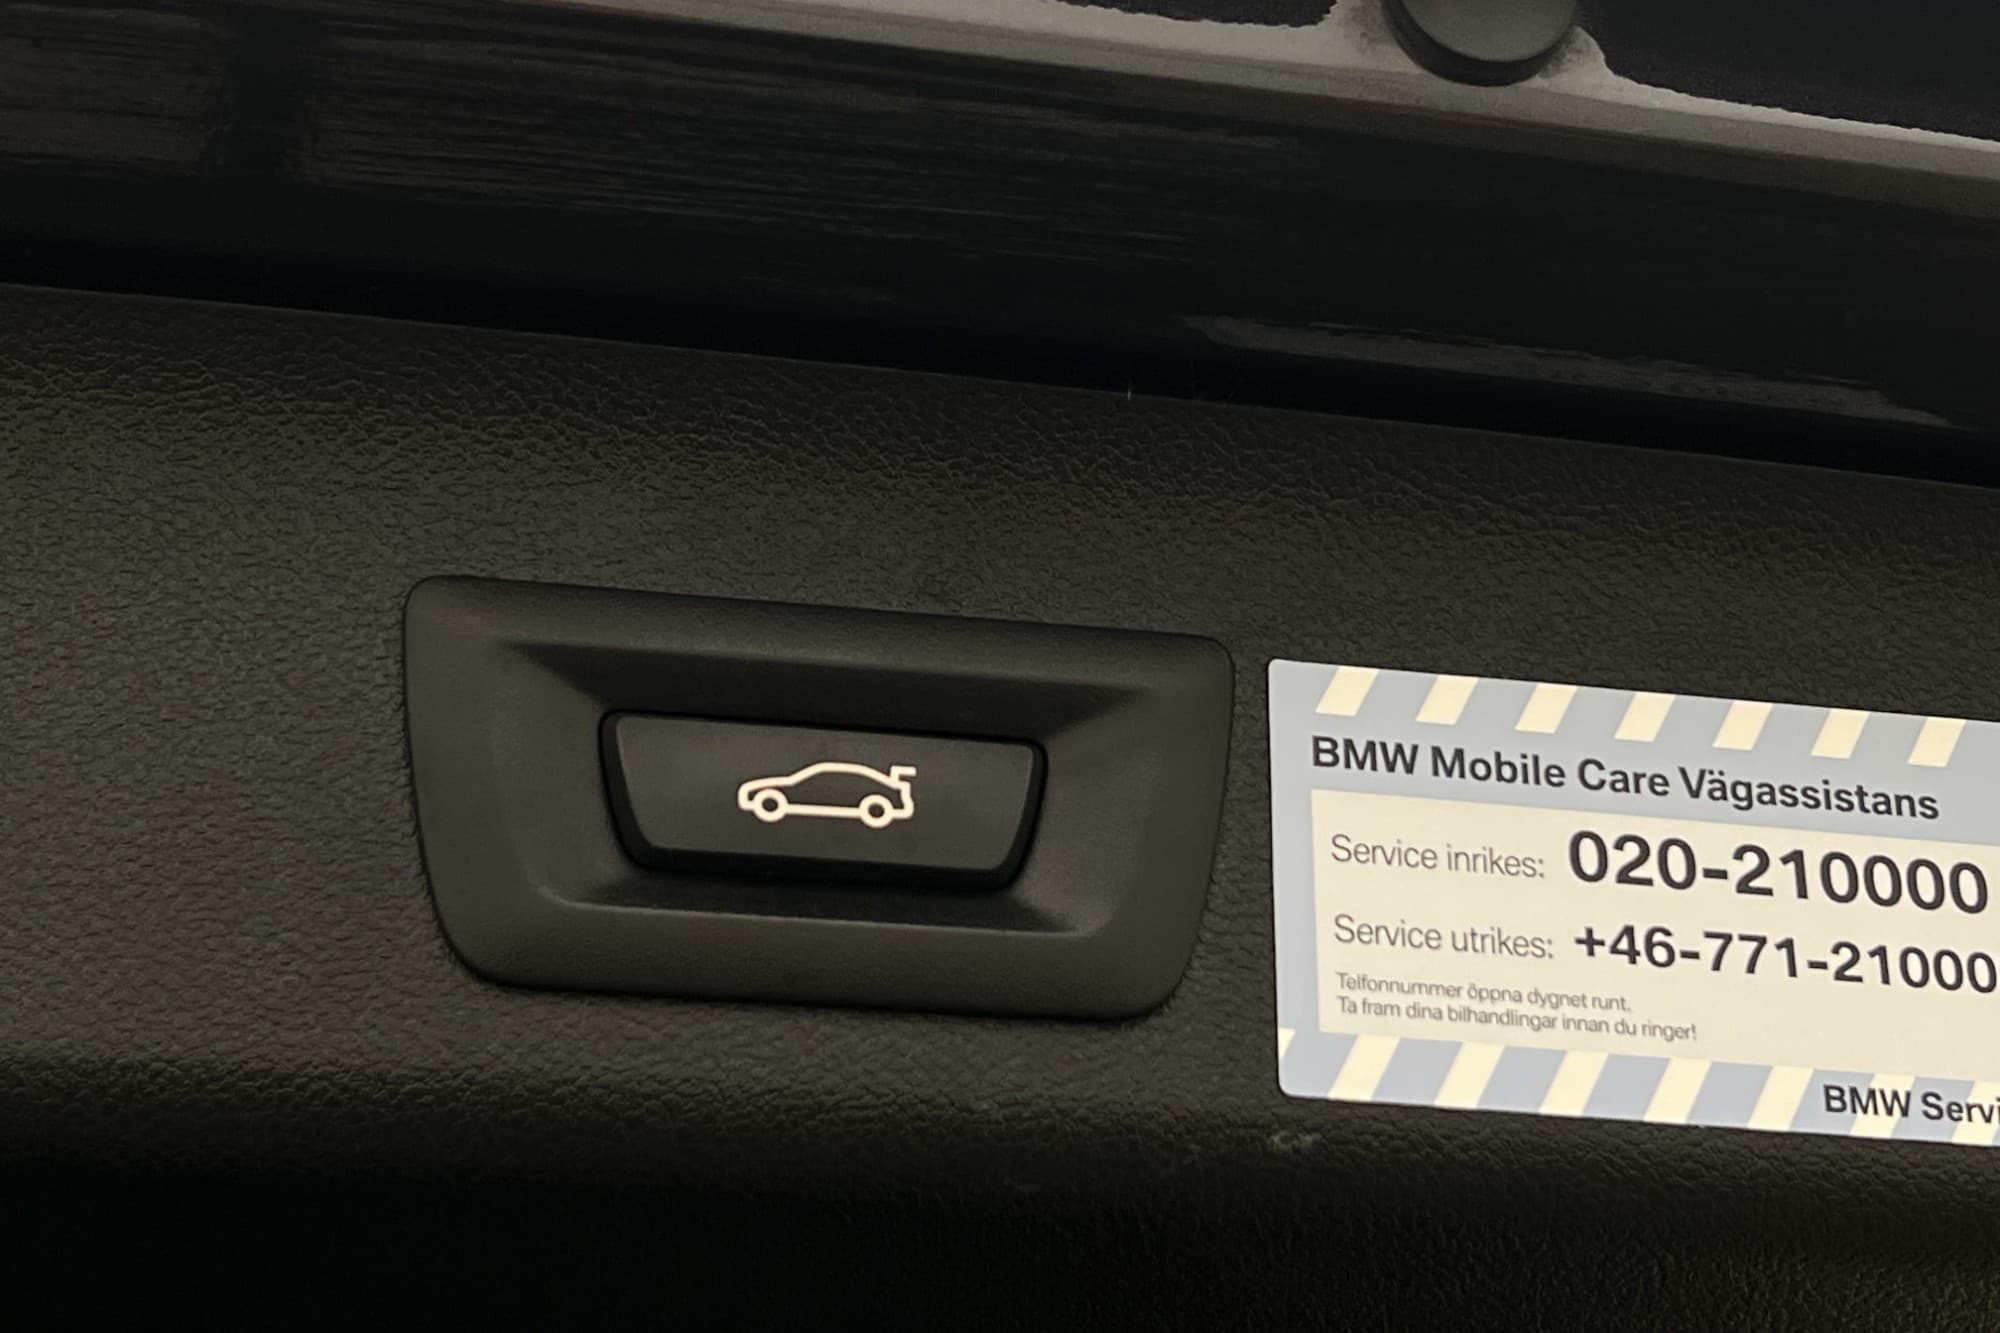 BMW Mobile Care Vägassistans
Service inrikes: 020-210000
Service utrikes: +46-771-21000
Telfonnummer öppna dygnet runt.
Ta fram dina bilhandlingar innan du ringer!
BMW Servi